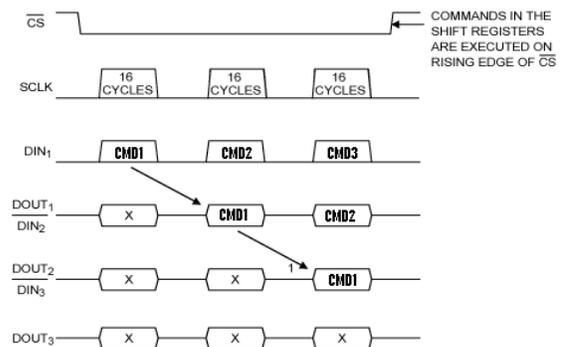 CS
COMMANDS IN THE
SHIFT REGISTERS
ARE EXECUTED ON
RISING EDGE OF CS
SCLK
16 CYCLES
16 CYCLES
16 CYCLES
DIN1
CMD1
CMD2
CMD3
DOUT1
DIN2
X
CMD1
CMD2
DOUT2
DIN3
X
X
1
CMD1
DOUT3
X
X
X